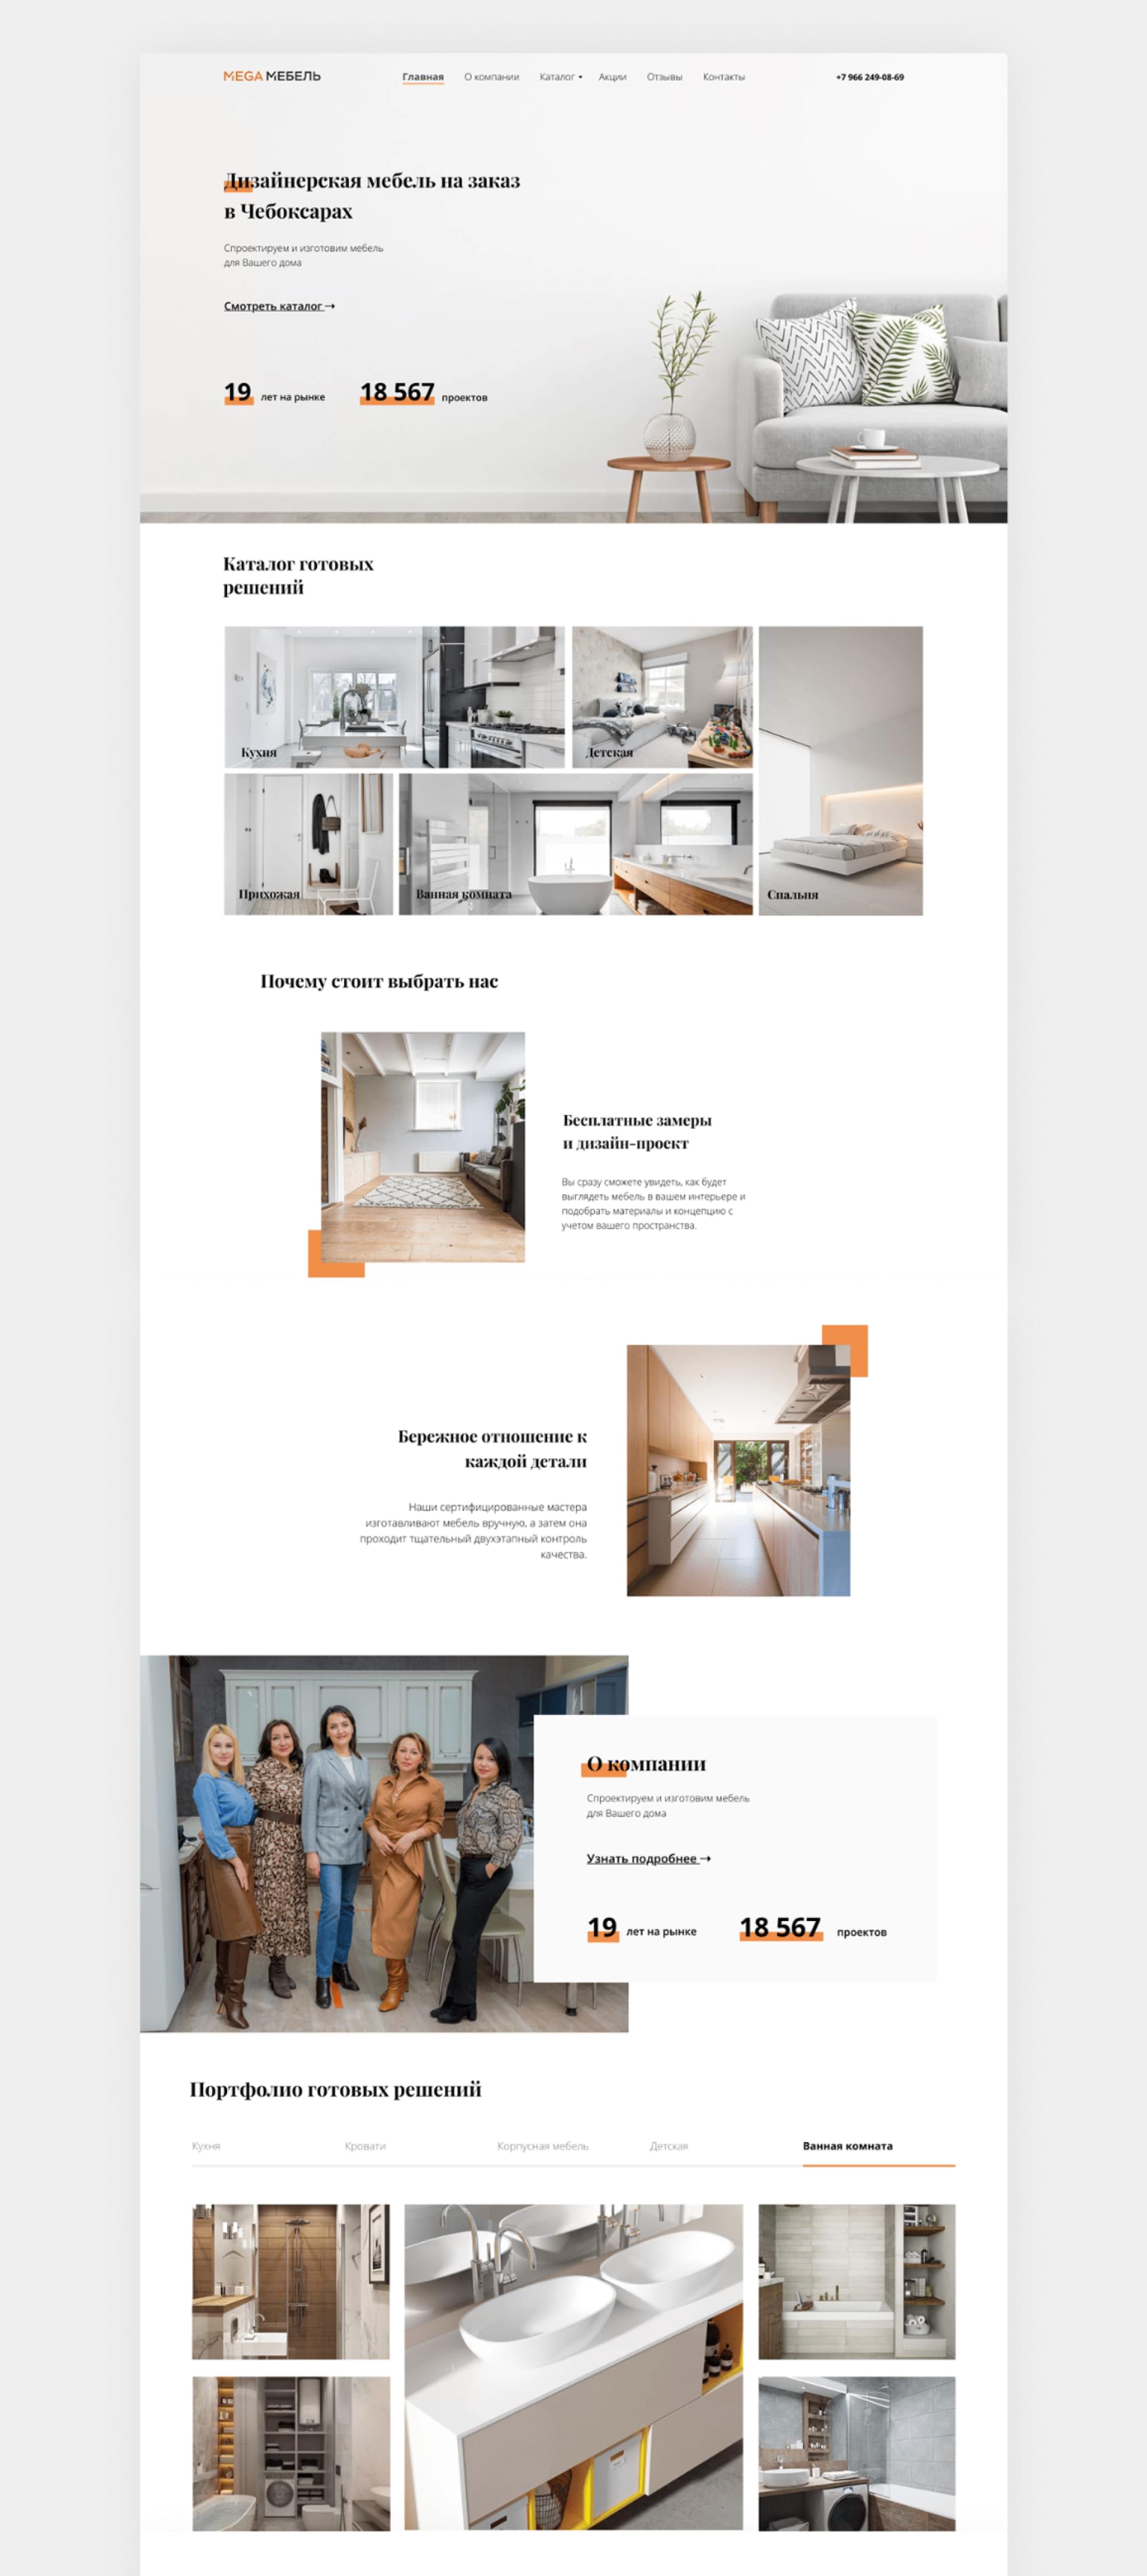 MEGA МЕБЕЛЬ
Главная О компании Каталог Акции Отзывы Контакты
+7 966 249-08-69
Дизайнерская мебель на заказ
в Чебоксарах
Спроектируем и изготовим мебель
для Вашего дома
Смотреть каталог →
19 лет на рынке 18 567 проектов
Каталог готовых
решений
Кухня
Детская
Прихожая
Ванная комната
Спальня
Почему стоит выбрать нас
Бесплатные замеры
и дизайн-проект
Вы сразу сможете увидеть, как будет
выглядеть мебель в вашем интерьере и
подобрать материалы и концепцию с
учетом вашего пространства.
Бережное отношение к
каждой детали
Наши сертифицированные мастера
изготавливают мебель вручную, а затем она
проходит тщательный двухэтапный контроль
качества.
О компании
Спроектируем и изготовим мебель
для Вашего дома
Узнать подробнее →
19 лет на рынке 18 567 проектов
Портфолио готовых решений
Кухня Кровати Корпусная мебель Детская Ванная комната